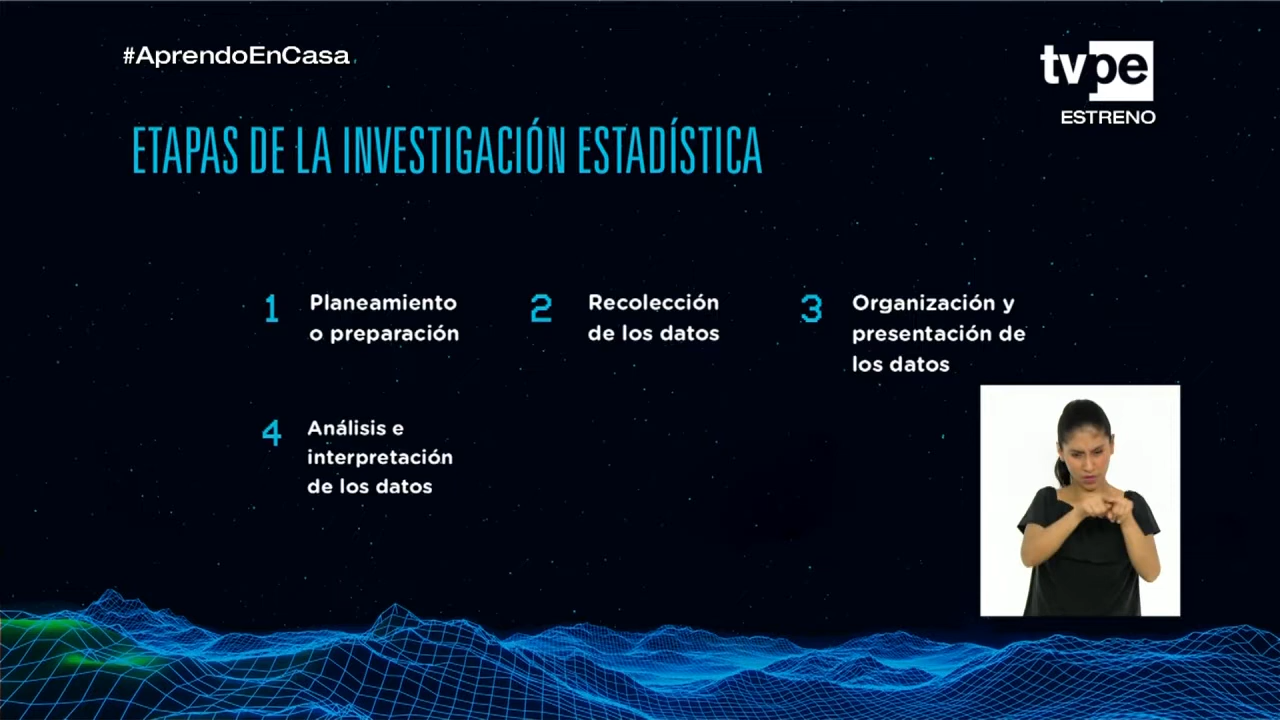 #AprendoEnCasa
tvpe
ESTRENO
ETAPAS DE LA INVESTIGACIÓN ESTADÍSTICA
1 Planeamiento
o preparación
2 Recolección
de los datos
3 Organización y
presentación de
los datos
4 Análisis e
interpretación
de los datos